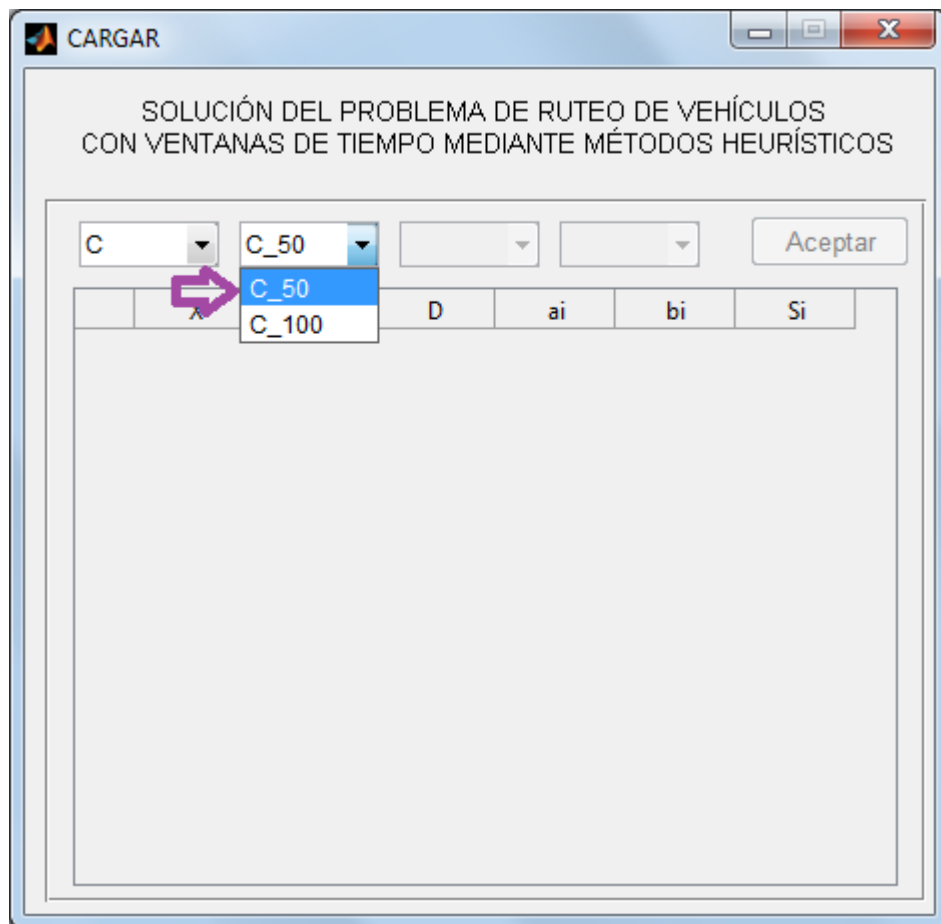 CARGAR
SOLUCIÓN DEL PROBLEMA DE RUTEO DE VEHÍCULOS
CON VENTANAS DE TIEMPO MEDIANTE MÉTODOS HEURÍSTICOS
C C_50 Aceptar
C_50
C_100
D ai bi Si